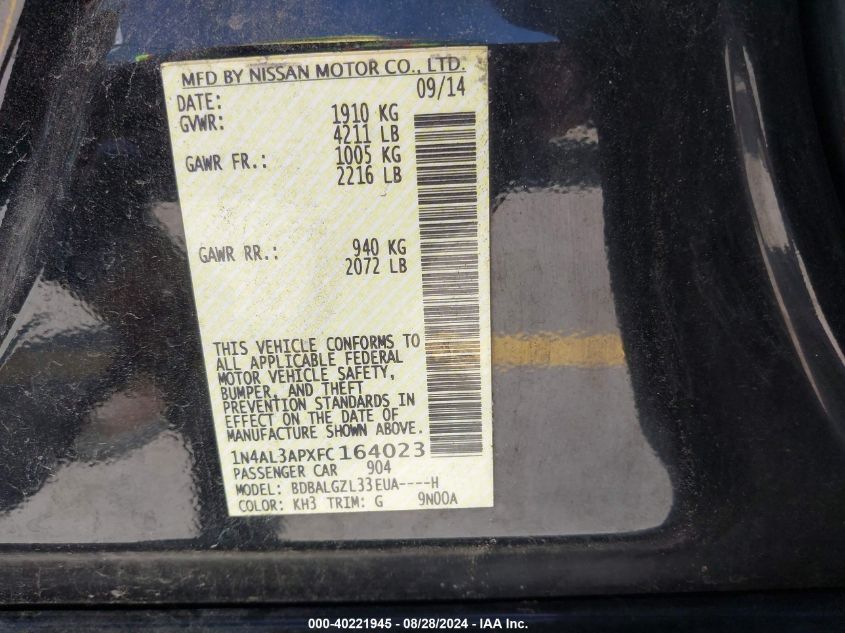 MFD BY NISSAN MOTOR CO., LTD.
DATE: 09/14
GVWR: 1910 KG
4211 LB
GAWR FR.: 1005 KG
2216 LB
GAWR RR.: 940 KG
2072 LB
THIS VEHICLE CONFORMS TO
ALL APPLICABLE FEDERAL
MOTOR VEHICLE SAFETY,
BUMPER, AND THEFT
PREVENTION STANDARDS IN
EFFECT ON THE DATE OF
MANUFACTURE SHOWN ABOVE.
1N4AL3APXFC164023
PASSENGER CAR 904
MODEL: BDBALGZL33EUA----H
COLOR: KH3 TRIM: G 9N00A
000-40221945 - 08/28/2024 - IAA, Inc.